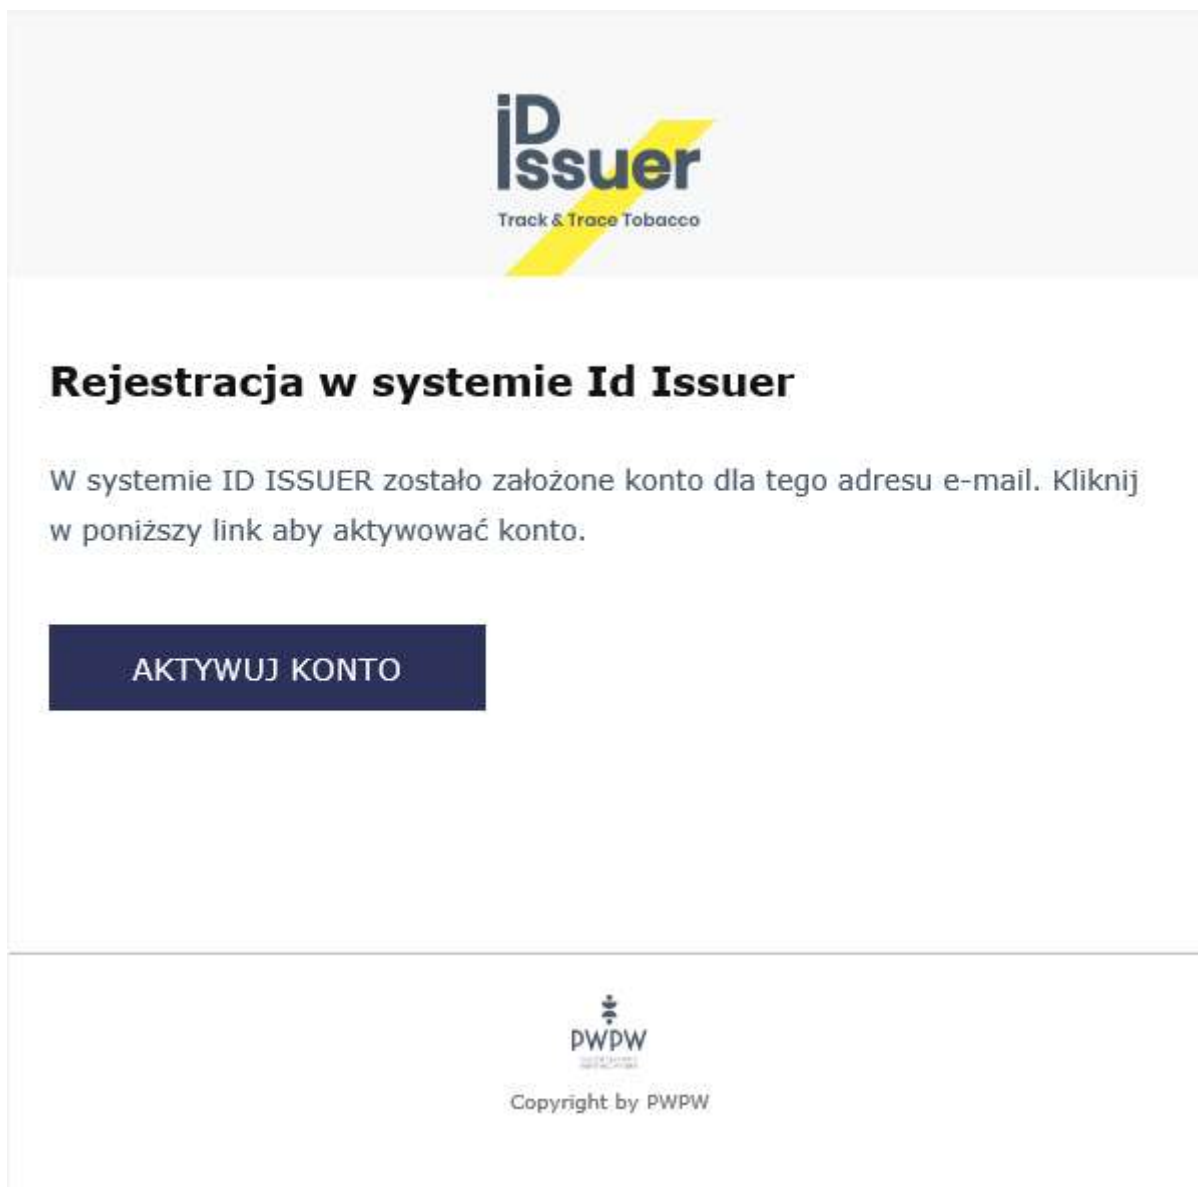 iD
Issuer
Track & Trace Tobacco
Rejestracja w systemie Id Issuer
W systemie ID ISSUER zostało założone konto dla tego adresu e-mail. Kliknij
w poniższy link aby aktywować konto.
AKTYWUJ KONTO
PWPW
Copyright by PWPW